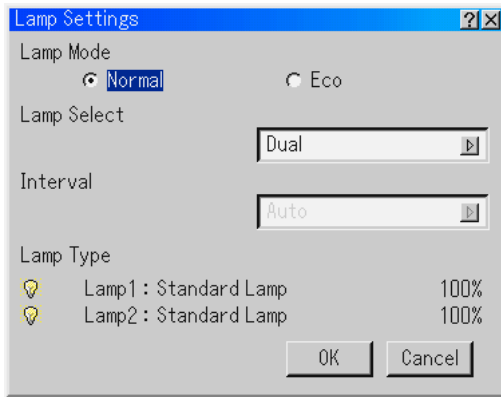 Lamp Settings
Lamp Mode
Normal Eco
Lamp Select
Dual
Interval
Auto
Lamp Type
Lamp1 : Standard Lamp 100%
Lamp2 : Standard Lamp 100%
OK Cancel